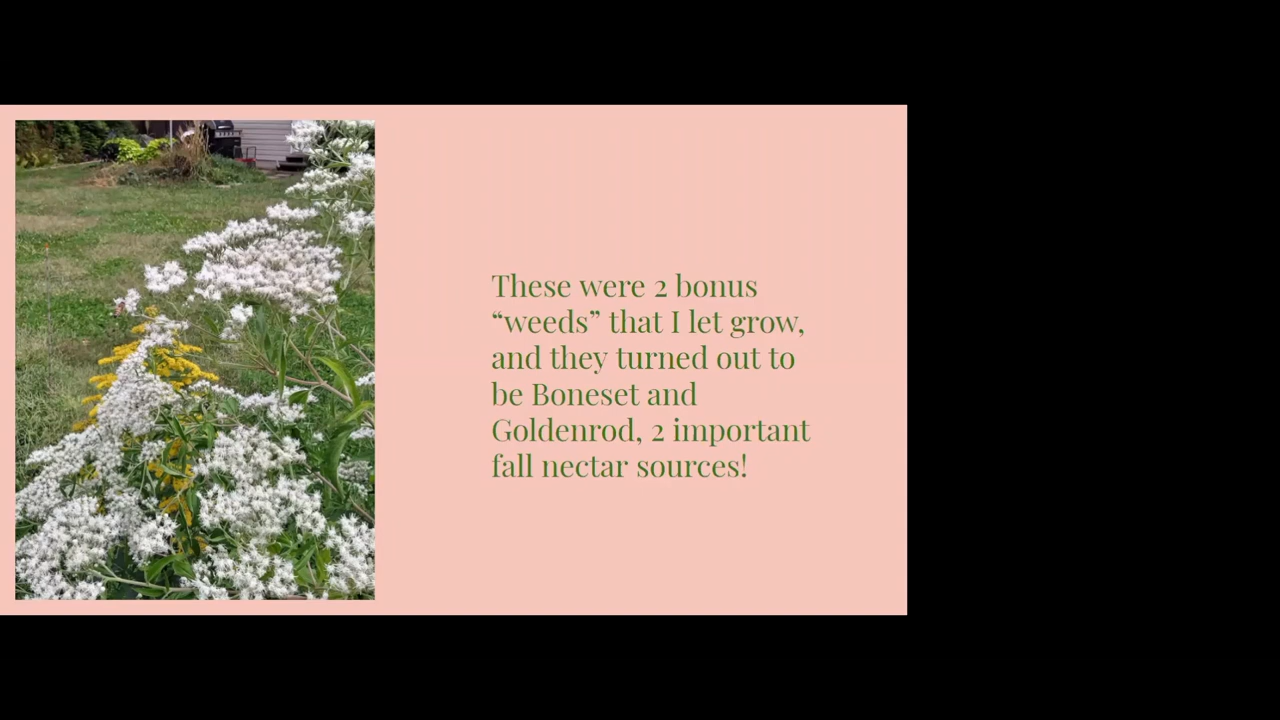 These were 2 bonus
“weeds” that I let grow,
and they turned out to
be Boneset and
Goldenrod, 2 important
fall nectar sources!